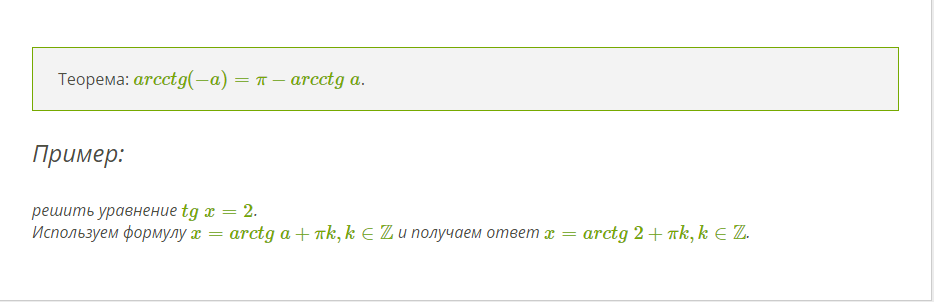 Теорема: arcctg(−a) = π − arcctg a.
Пример:
решить уравнение tg x = 2.
Используем формулу x = arctg a + πk, k ∈ ℤ и получаем ответ x = arctg 2 + πk, k ∈ ℤ.